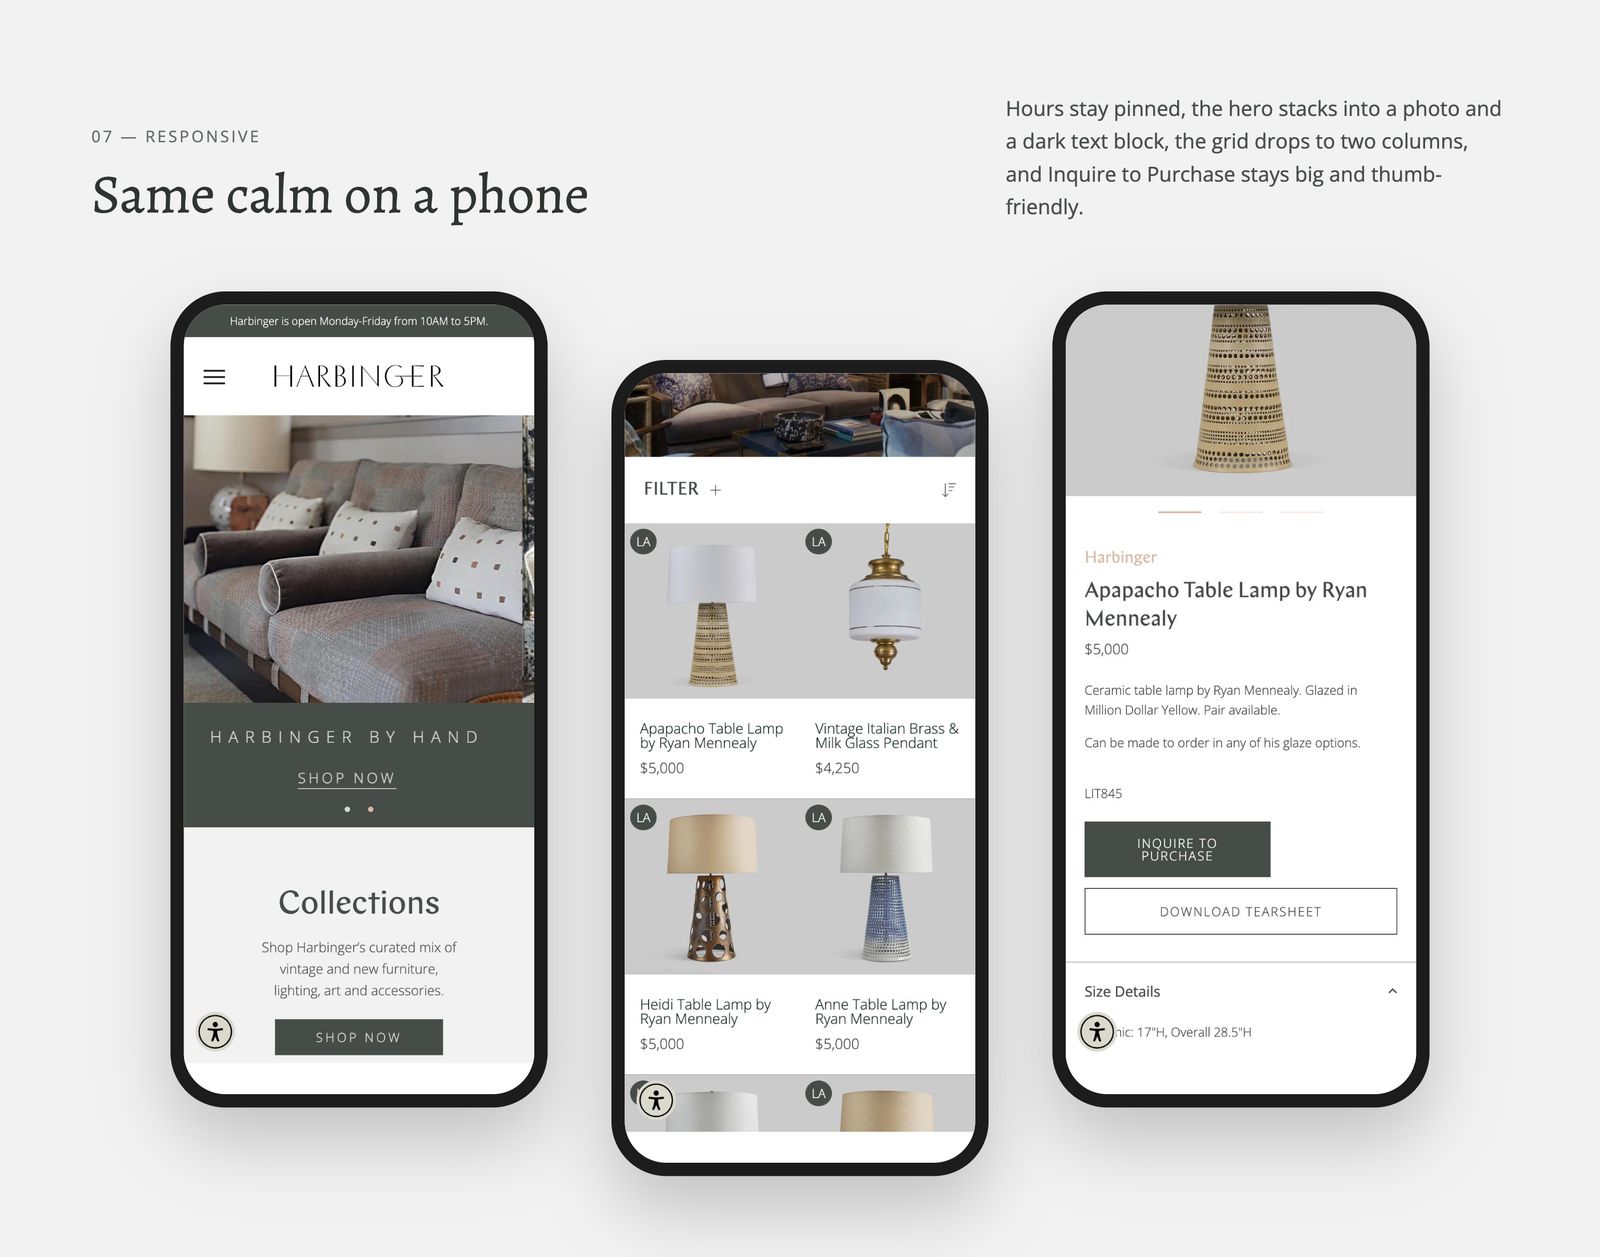 07 — RESPONSIVE
Same calm on a phone
Hours stay pinned, the hero stacks into a photo and
a dark text block, the grid drops to two columns,
and Inquire to Purchase stays big and thumb-
friendly.
Harbinger is open Monday-Friday from 10AM to 5PM.
HARBINGER
HARBINGER BY HAND
SHOP NOW
Collections
Shop Harbinger's curated mix of
vintage and new furniture,
lighting, art and accessories.
SHOP NOW
FILTER +
LA
LA
Apapacho Table Lamp
by Ryan Mennealy
$5,000
Vintage Italian Brass &
Milk Glass Pendant
$4,250
LA
LA
Heidi Table Lamp by
Ryan Mennealy
$5,000
Anne Table Lamp by
Ryan Mennealy
$5,000
LA
Harbinger
Apapacho Table Lamp by Ryan
Mennealy
$5,000
Ceramic table lamp by Ryan Mennealy. Glazed in
Million Dollar Yellow. Pair available.
Can be made to order in any of his glaze options.
LIT845
INQUIRE TO
PURCHASE
DOWNLOAD TEARSHEET
Size Details
17"H, Overall 28.5"H